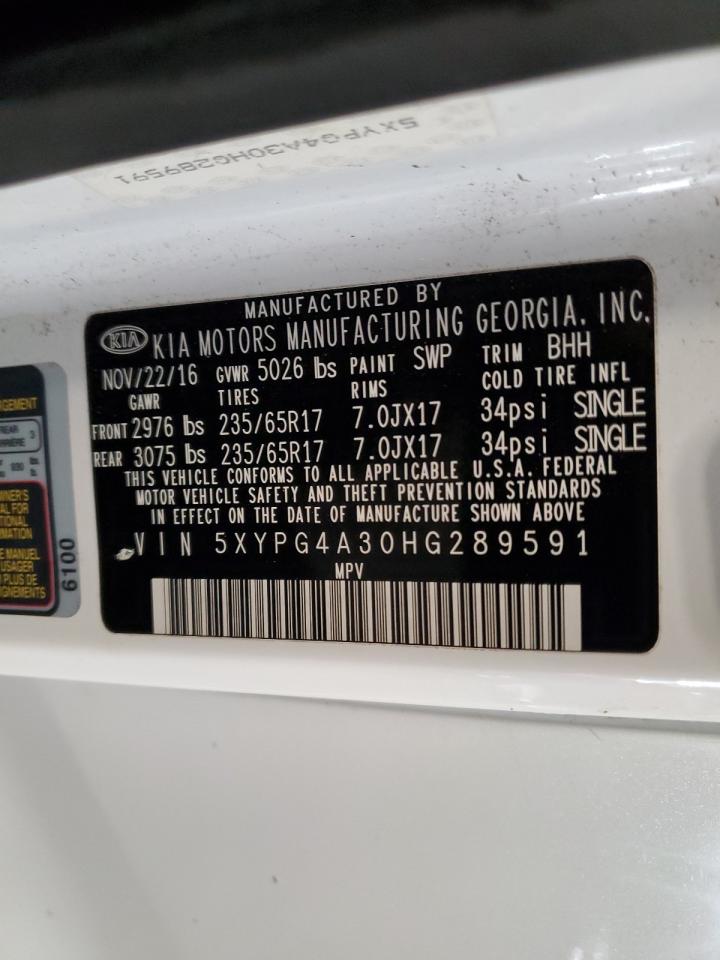 5XYPG4A30HG289591
MANUFACTURED BY
KIA KIA MOTORS MANUFACTURING GEORGIA, INC.
NOV/22/16 GVWR 5026 lbs PAINT SWP TRIM BHH
GAWR TIRES RIMS COLD TIRE INFL
FRONT 2976 lbs 235/65R17 7.0JX17 34psi SINGLE
REAR 3075 lbs 235/65R17 7.0JX17 34psi SINGLE
THIS VEHICLE CONFORMS TO ALL APPLICABLE U.S.A. FEDERAL
MOTOR VEHICLE SAFETY AND THEFT PREVENTION STANDARDS
IN EFFECT ON THE DATE OF MANUFACTURE SHOWN ABOVE
VIN 5XYPG4A30HG289591
MPV
REAR 3
6100